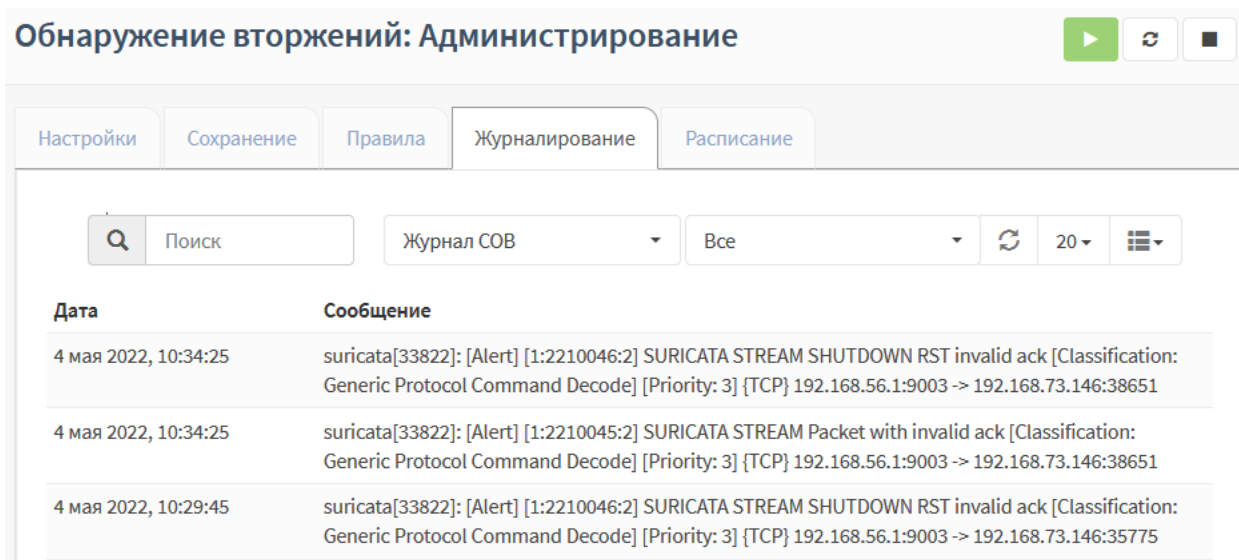 Обнаружение вторжений: Администрирование
Настройки Сохранение Правила Журналирование Расписание
Поиск Журнал СОВ Все 20
Дата Сообщение
4 мая 2022, 10:34:25 suricata[33822]: [Alert] [1:2210046:2] SURICATA STREAM SHUTDOWN RST invalid ack [Classification:
Generic Protocol Command Decode] [Priority: 3] {TCP} 192.168.56.1:9003 -> 192.168.73.146:38651
4 мая 2022, 10:34:25 suricata[33822]: [Alert] [1:2210045:2] SURICATA STREAM Packet with invalid ack [Classification:
Generic Protocol Command Decode] [Priority: 3] {TCP} 192.168.56.1:9003 -> 192.168.73.146:38651
4 мая 2022, 10:29:45 suricata[33822]: [Alert] [1:2210046:2] SURICATA STREAM SHUTDOWN RST invalid ack [Classification:
Generic Protocol Command Decode] [Priority: 3] {TCP} 192.168.56.1:9003 -> 192.168.73.146:35775